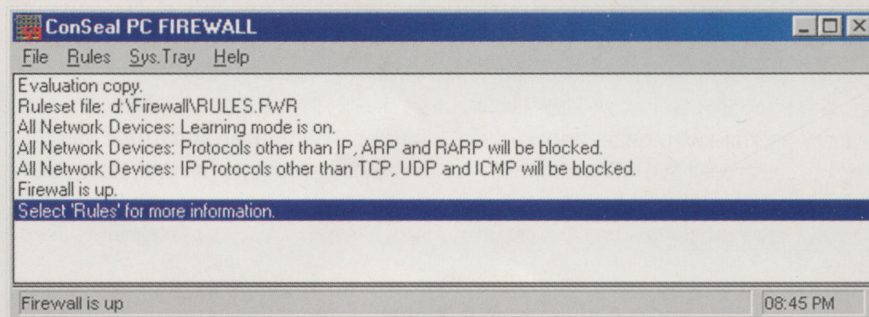 ConSeal PC FIREWALL
File Rules Sys.Tray Help
Evaluation copy.
Ruleset file: d:\Firewall\RULES.FWR
All Network Devices: Learning mode is on.
All Network Devices: Protocols other than IP, ARP and RARP will be blocked.
All Network Devices: IP Protocols other than TCP, UDP and ICMP will be blocked.
Firewall is up.
Select 'Rules' for more information.
Firewall is up 08:45 PM